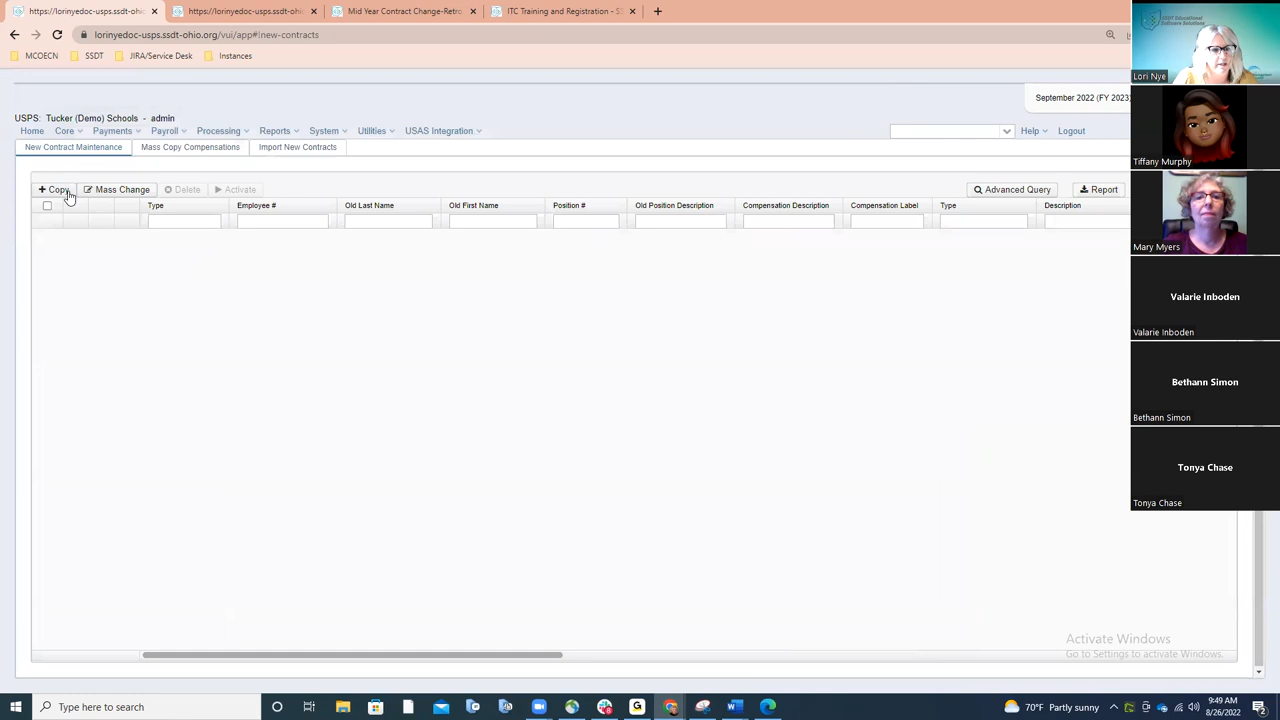 lorinyedoc-usps.ssdt-ohio
https://lorinyedoc-usps.ssdt-ohio
Mid Year Contract Change-Retro
ITC Training and Registration - SS
lorinyedoc-usps.ssdt-ohio.org/vui/app#!new-contracts
MCOECN
SSDT
JIRA/Service Desk
Instances
September 2022 (FY 2023)
USPS: Tucker (Demo) Schools - admin
Home Core Payments Payroll Processing Reports System Utilities USAS Integration Help Logout
New Contract Maintenance Mass Copy Compensations Import New Contracts
Copy Mass Change Delete Activate Advanced Query Report
Type Employee # Old Last Name Old First Name Position # Old Position Description Compensation Description Compensation Label Type Description
Lori Nye
Tiffany Murphy
Mary Myers
Valarie Inboden
Valarie Inboden
Bethann Simon
Bethann Simon
Tonya Chase
Tonya Chase
Activate Windows
Go to Settings to activate Windows.
Type here to search
70°F Partly sunny
9:49 AM
8/26/2022